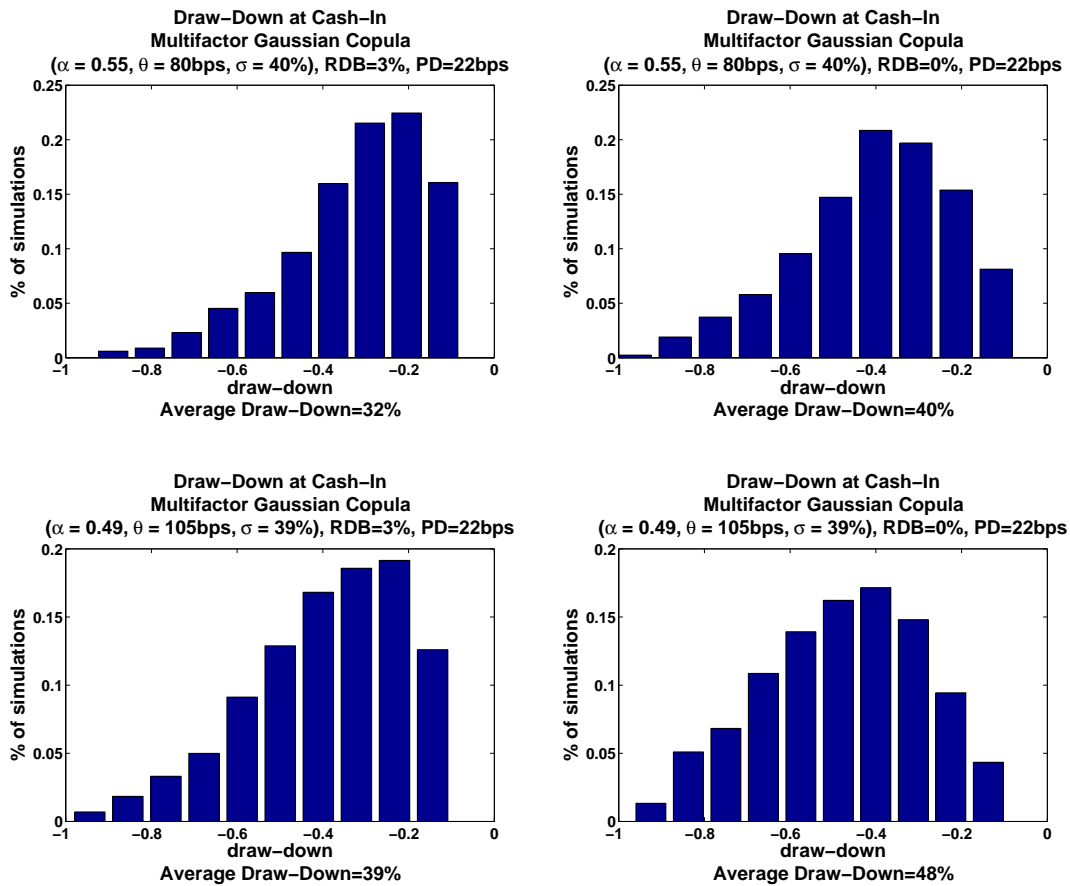 Draw−Down at Cash−In
Multifactor Gaussian Copula
(α = 0.55, θ = 80bps, σ = 40%), RDB=3%, PD=22bps
0.25
0.2
0.15
0.1
0.05
0
% of simulations
−1 −0.8 −0.6 −0.4 −0.2 0
draw−down
Average Draw−Down=32%
Draw−Down at Cash−In
Multifactor Gaussian Copula
(α = 0.55, θ = 80bps, σ = 40%), RDB=0%, PD=22bps
0.25
0.2
0.15
0.1
0.05
0
% of simulations
−1 −0.8 −0.6 −0.4 −0.2 0
draw−down
Average Draw−Down=40%
Draw−Down at Cash−In
Multifactor Gaussian Copula
(α = 0.49, θ = 105bps, σ = 39%), RDB=3%, PD=22bps
0.2
0.15
0.1
0.05
0
% of simulations
−1 −0.8 −0.6 −0.4 −0.2 0
draw−down
Average Draw−Down=39%
Draw−Down at Cash−In
Multifactor Gaussian Copula
(α = 0.49, θ = 105bps, σ = 39%), RDB=0%, PD=22bps
0.2
0.15
0.1
0.05
0
% of simulations
−1 −0.8 −0.6 −0.4 −0.2 0
draw−down
Average Draw−Down=48%